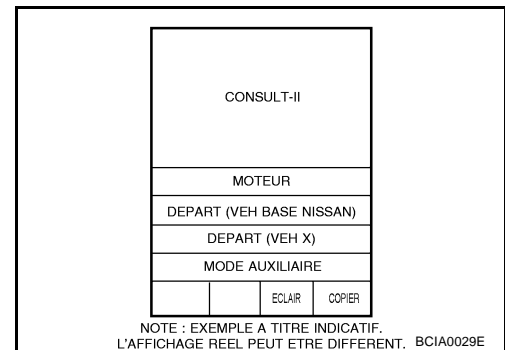 CONSULT-II
MOTEUR
DEPART (VEH BASE NISSAN)
DEPART (VEH X)
MODE AUXILIAIRE
ECLAIR COPIER
NOTE : EXEMPLE A TITRE INDICATIF.
L'AFFICHAGE REEL PEUT ETRE DIFFERENT. BCIA0029E